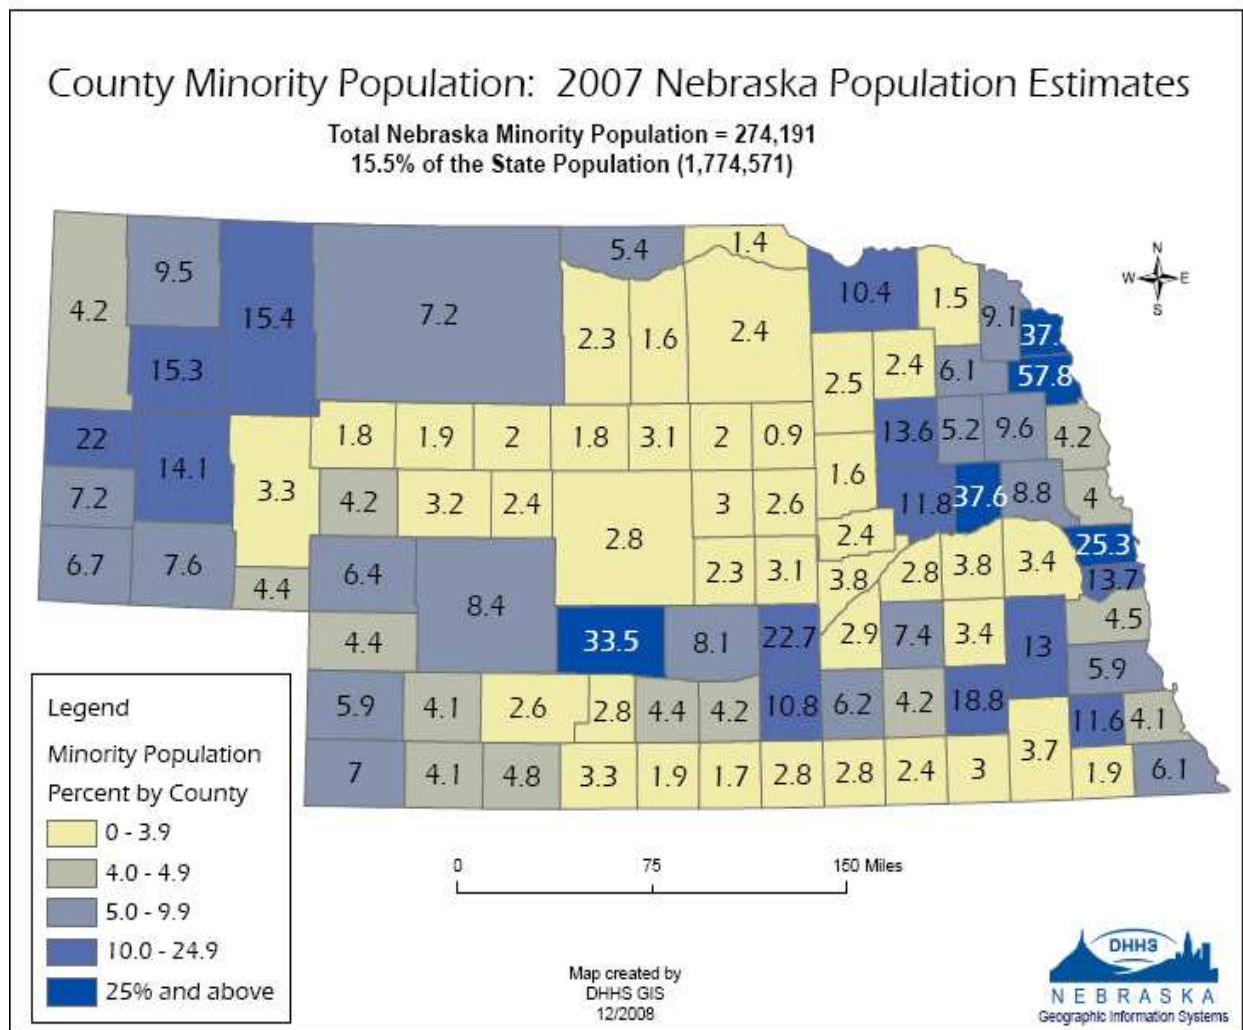 County Minority Population: 2007 Nebraska Population Estimates
Total Nebraska Minority Population = 274,191
15.5% of the State Population (1,774,571)
N
W E
S
4.2 9.5 15.4 7.2 5.4 1.4 10.4 1.5 9.1 37.
15.3 2.3 1.6 2.4 2.5 2.4 6.1 57.8
22 14.1 3.3 1.8 1.9 2 1.8 3.1 2 0.9 13.6 5.2 9.6 4.2
7.2 4.2 3.2 2.4 2.8 3 2.6 1.6 11.8 37.6 8.8 4
6.7 7.6 4.4 6.4 8.4 2.3 3.1 2.4 3.8 2.8 3.8 3.4 25.3
13.7
4.4 33.5 8.1 22.7 2.9 7.4 3.4 13 4.5
5.9
5.9 4.1 2.6 2.8 4.4 4.2 10.8 6.2 4.2 18.8 11.6 4.1
7 4.1 4.8 3.3 1.9 1.7 2.8 2.8 2.4 3 3.7 1.9 6.1
Legend
Minority Population
Percent by County
0 - 3.9
4.0 - 4.9
5.0 - 9.9
10.0 - 24.9
25% and above
0 75 150 Miles
Map created by
DHHS GIS
12/2008
DHHS
NEBRASKA
Geographic Information Systems